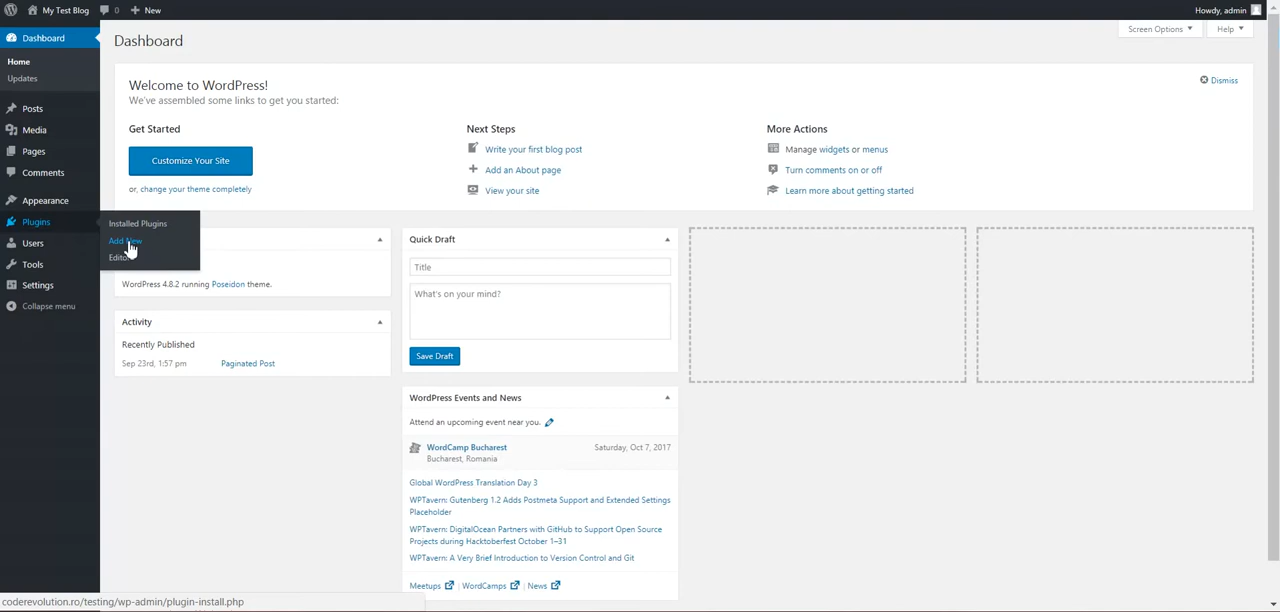 My Test Blog 0 New Howdy, admin
Dashboard
Home
Updates
Posts
Media
Pages
Comments
Appearance
Plugins
Users
Tools
Settings
Collapse menu
Installed Plugins
Add New
Editor
Screen Options Help
Dashboard
Welcome to WordPress!
We've assembled some links to get you started:
Dismiss
Get Started
Customize Your Site
or, change your theme completely
Next Steps
Write your first blog post
Add an About page
View your site
More Actions
Manage widgets or menus
Turn comments on or off
Learn more about getting started
WordPress 4.8.2 running Poseidon theme.
Activity
Recently Published
Sep 23rd, 1:57 pm Paginated Post
Quick Draft
Title
What's on your mind?
Save Draft
WordPress Events and News
Attend an upcoming event near you.
WordCamp Bucharest Saturday, Oct 7, 2017
Bucharest, Romania
Global WordPress Translation Day 3
WPTavern: Gutenberg 1.2 Adds Postmeta Support and Extended Settings
Placeholder
WPTavern: DigitalOcean Partners with GitHub to Support Open Source
Projects during Hacktoberfest October 1–31
WPTavern: A Very Brief Introduction to Version Control and Git
Meetups | WordCamps | News
coderevolution.ro/testing/wp-admin/plugin-install.php